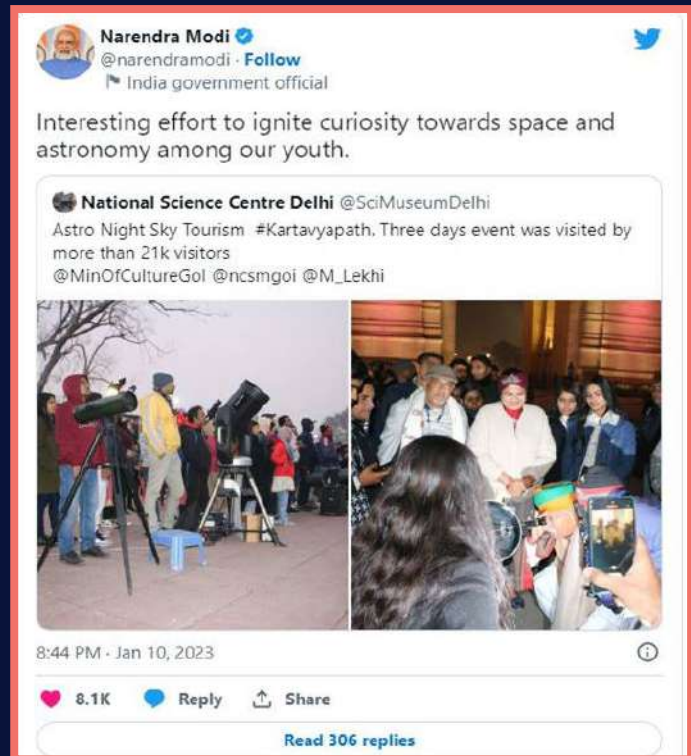 Narendra Modi
@narendramodi · Follow
India government official
Interesting effort to ignite curiosity towards space and
astronomy among our youth.
National Science Centre Delhi @SciMuseumDelhi
Astro Night Sky Tourism #Kartavyapath. Three days event was visited by
more than 21k visitors
@MinOfCultureGoI @ncsmgoi @M_Lekhi
8:44 PM · Jan 10, 2023
8.1K Reply Share
Read 306 replies